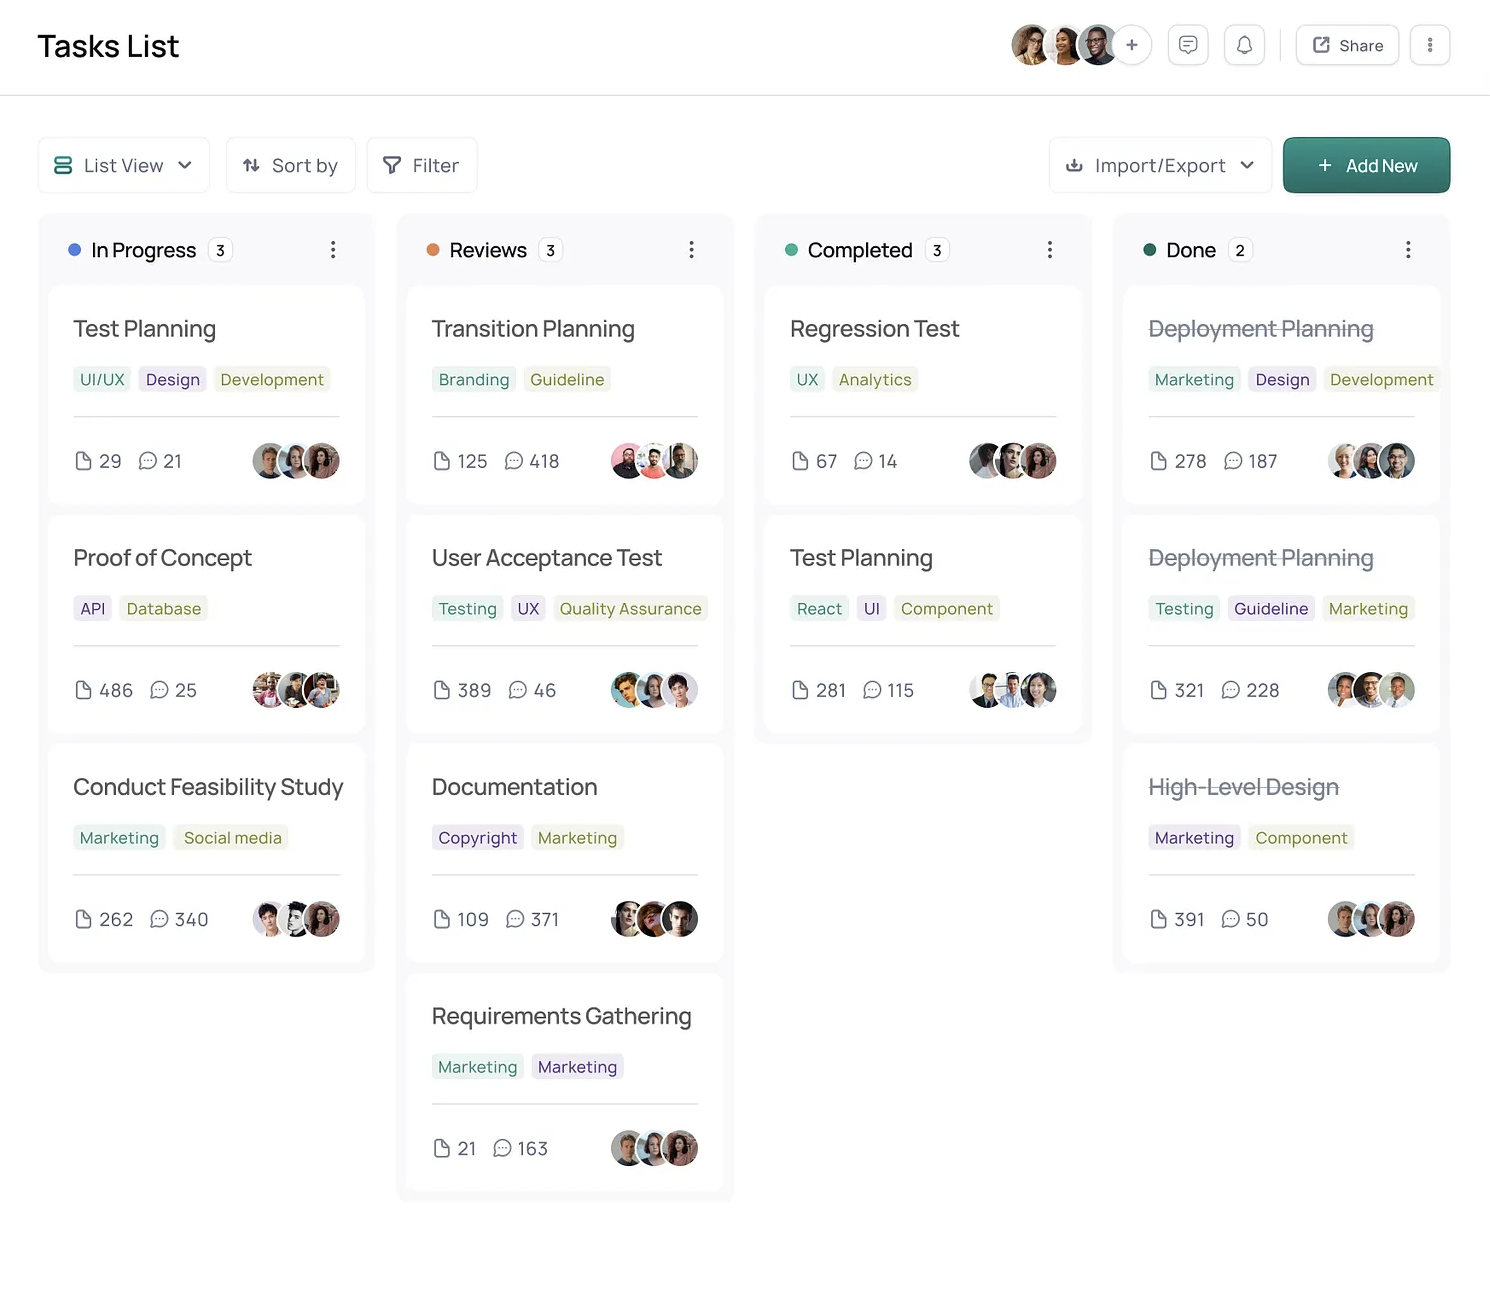 Tasks List
Share
List View
Sort by
Filter
Import/Export
+ Add New
In Progress 3
Test Planning
UI/UX Design Development
29 21
Proof of Concept
API Database
486 25
Conduct Feasibility Study
Marketing Social media
262 340
Reviews 3
Transition Planning
Branding Guideline
125 418
User Acceptance Test
Testing UX Quality Assurance
389 46
Documentation
Copyright Marketing
109 371
Requirements Gathering
Marketing Marketing
21 163
Completed 3
Regression Test
UX Analytics
67 14
Test Planning
React UI Component
281 115
Done 2
Deployment Planning
Marketing Design Development
278 187
Deployment Planning
Testing Guideline Marketing
321 228
High-Level Design
Marketing Component
391 50